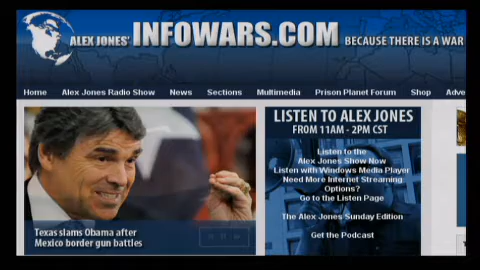 ALEX JONES' INFOWARS.COM BECAUSE THERE IS A WAR
Home Alex Jones Radio Show News Sections Multimedia Prison Planet Forum Shop Adve
LISTEN TO ALEX JONES
FROM 11AM - 2PM CST
Listen to the
Alex Jones Show Now
Listen with Windows Media Player
Need More Internet Streaming
Options?
Go to the Listen Page
The Alex Jones Sunday Edition
Get the Podcast
Texas slams Obama after
Mexico border gun battles